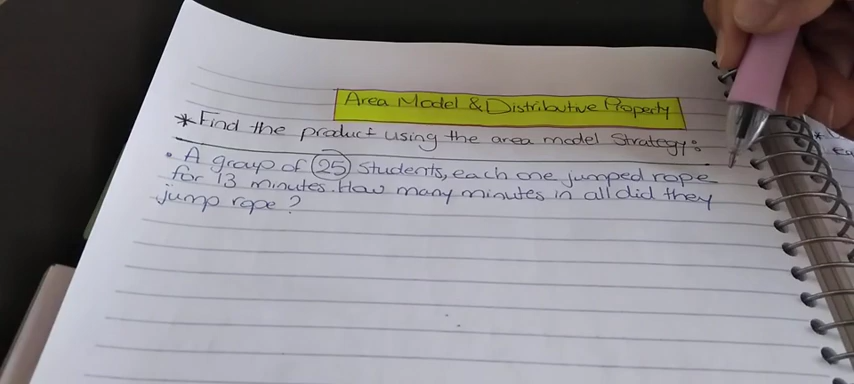 Area Model & Distributive Property
* Find the product using the area model Strategy:
• A group of 25 Students, each one jumped rope
for 13 minutes. How many minutes in all did they
jump rope?